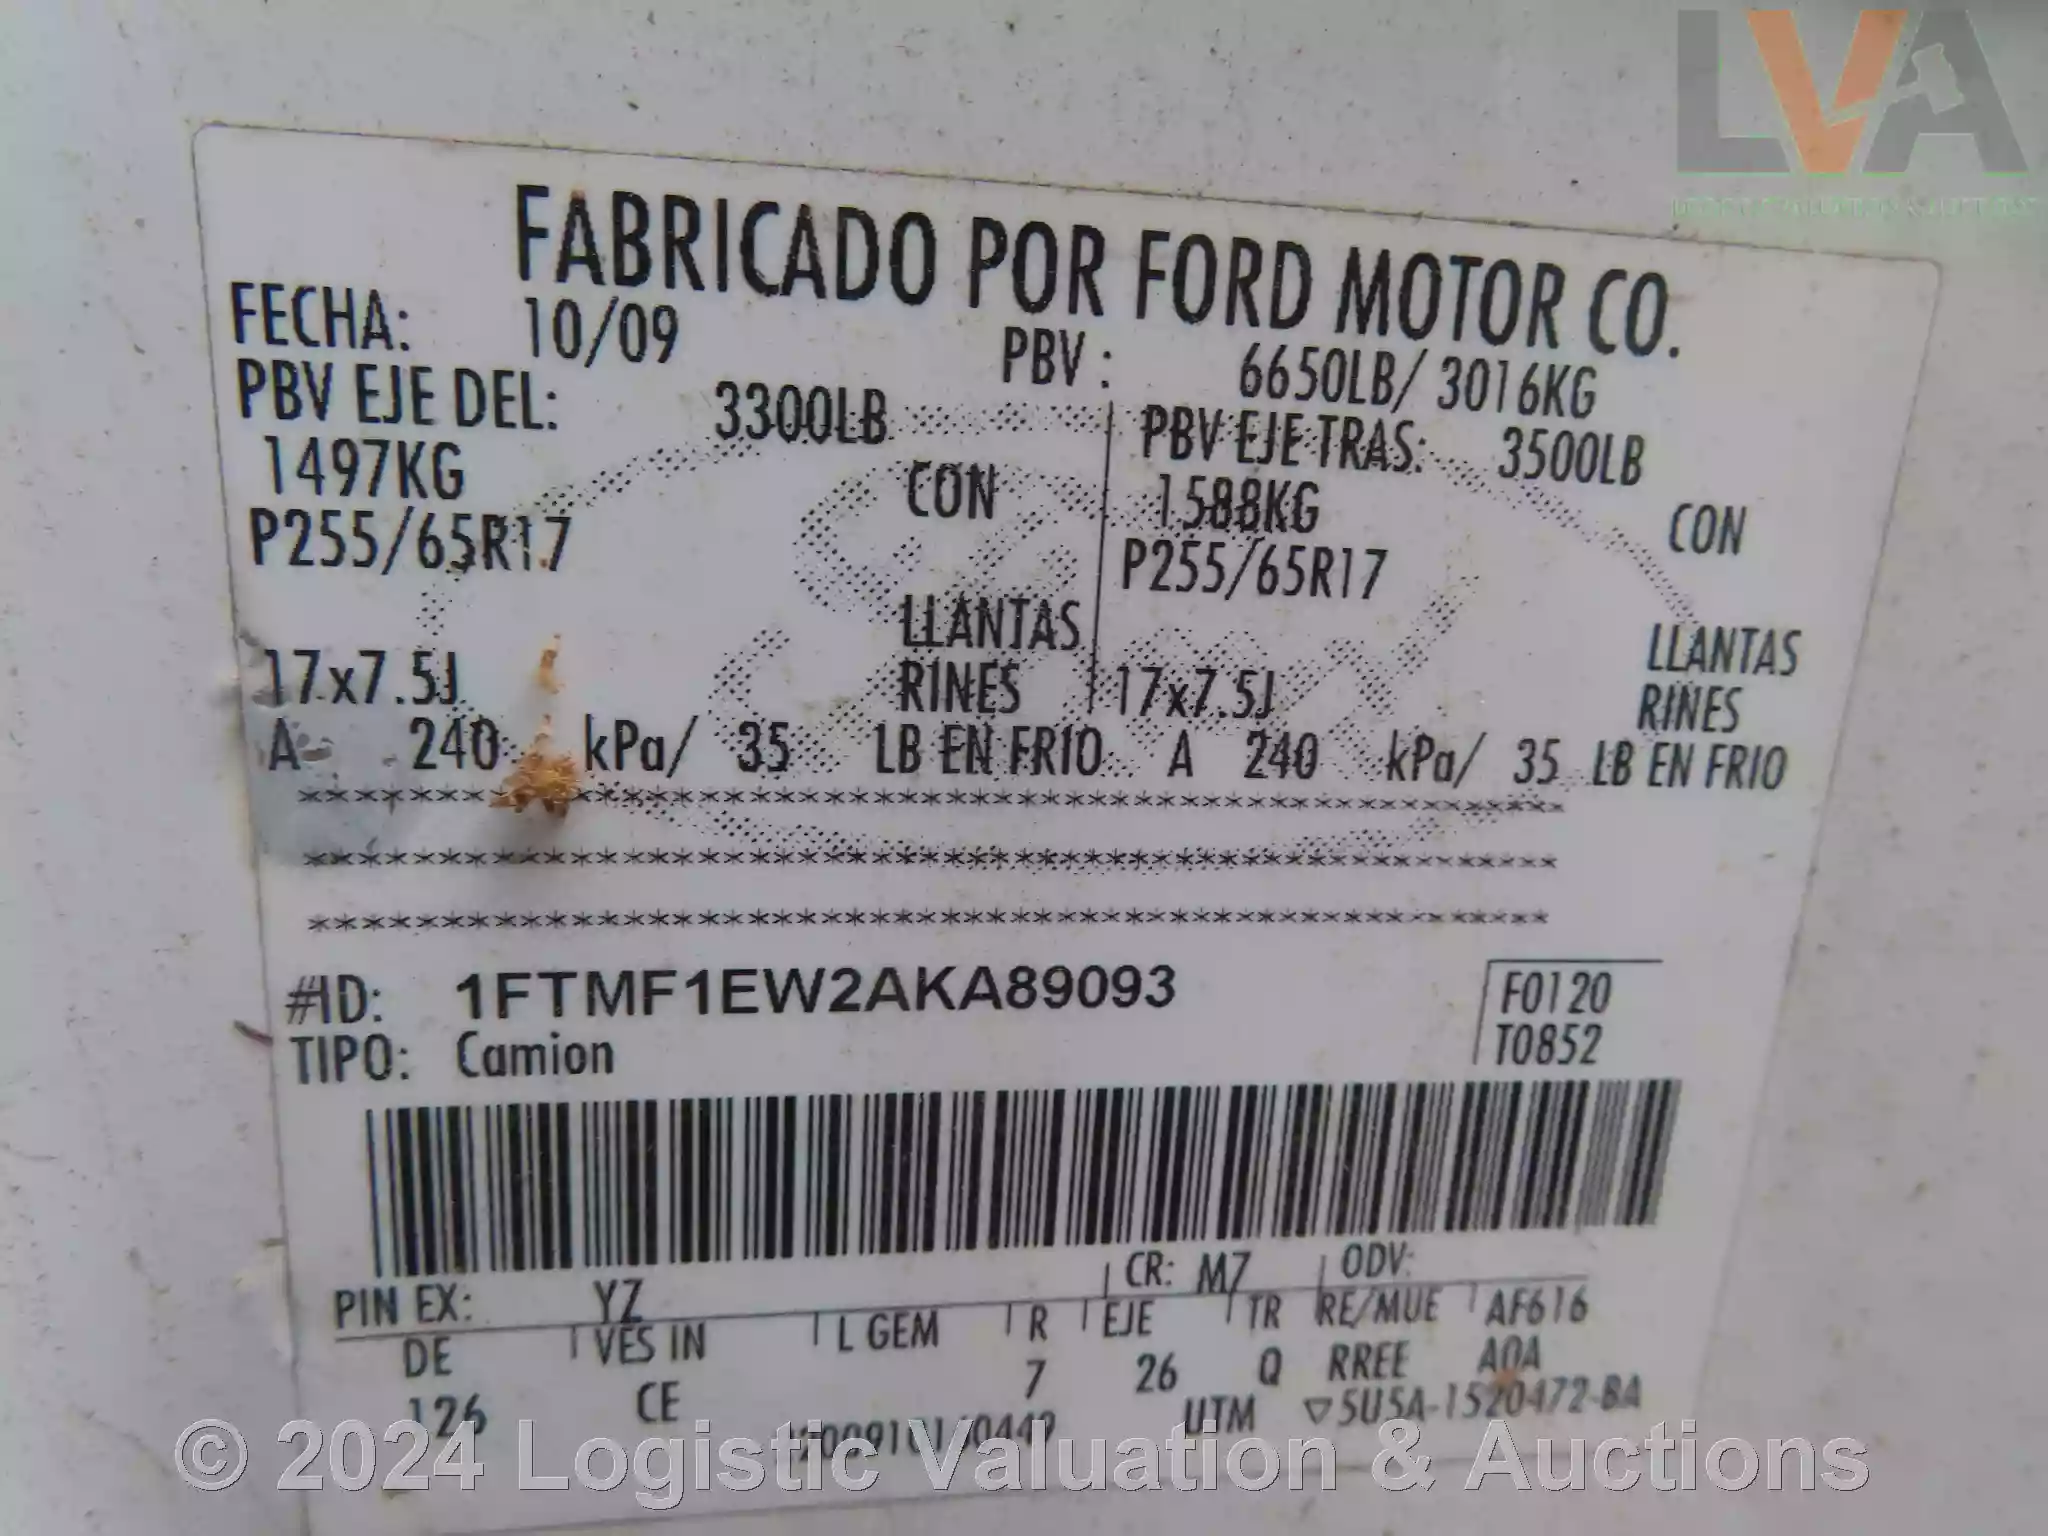 LVA
FABRICADO POR FORD MOTOR CO.
FECHA: 10/09 PBV : 6650LB/ 3016KG
PBV EJE DEL: 3300LB PBV EJE TRAS: 3500LB
1497KG CON 1588KG CON
P255/65R17 P255/65R17
LLANTAS LLANTAS
17x7.5J RINES 17x7.5J RINES
A 240 kPa/ 35 LB EN FRIO A 240 kPa/ 35 LB EN FRIO
************************************************
************************************************
************************************************
#ID: 1FTMF1EW2AKA89093 F0120
TIPO: Camion T0852
PIN EX: YZ CR: M7 ODV:
DE VES IN L GEM R EJE TR RE/MUE AF616
126 CE 7 26 Q RREE A0A
UTM ▽5U5A-1520472-BA
© 2024 Logistic Valuation & Auctions